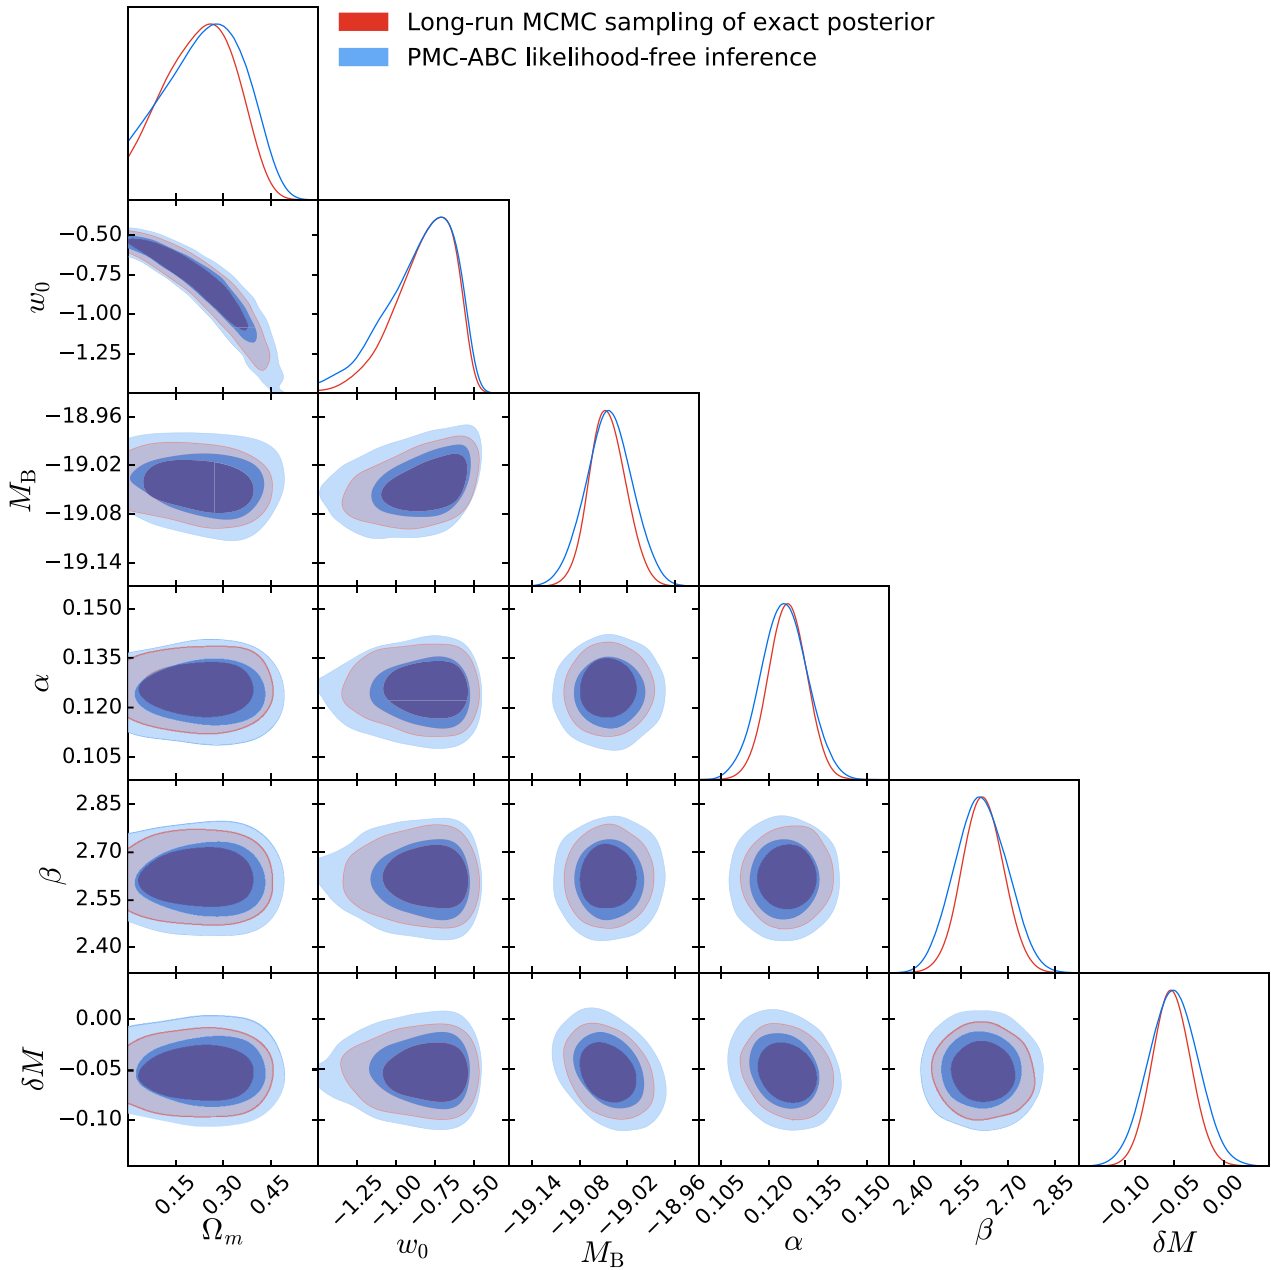 Long-run MCMC sampling of exact posterior
PMC-ABC likelihood-free inference
−0.50
−0.75
−1.00
−1.25
w₀
−18.96
−19.02
−19.08
−19.14
M_B
0.150
0.135
0.120
0.105
α
2.85
2.70
2.55
2.40
β
0.00
−0.05
−0.10
δM
0.15 0.30 0.45
−1.25 −1.00 −0.75 −0.50
−19.14 −19.08 −19.02 −18.96
0.105 0.120 0.135 0.150
2.40 2.55 2.70 2.85
−0.10 −0.05 0.00
Ω_m w₀ M_B α β δM